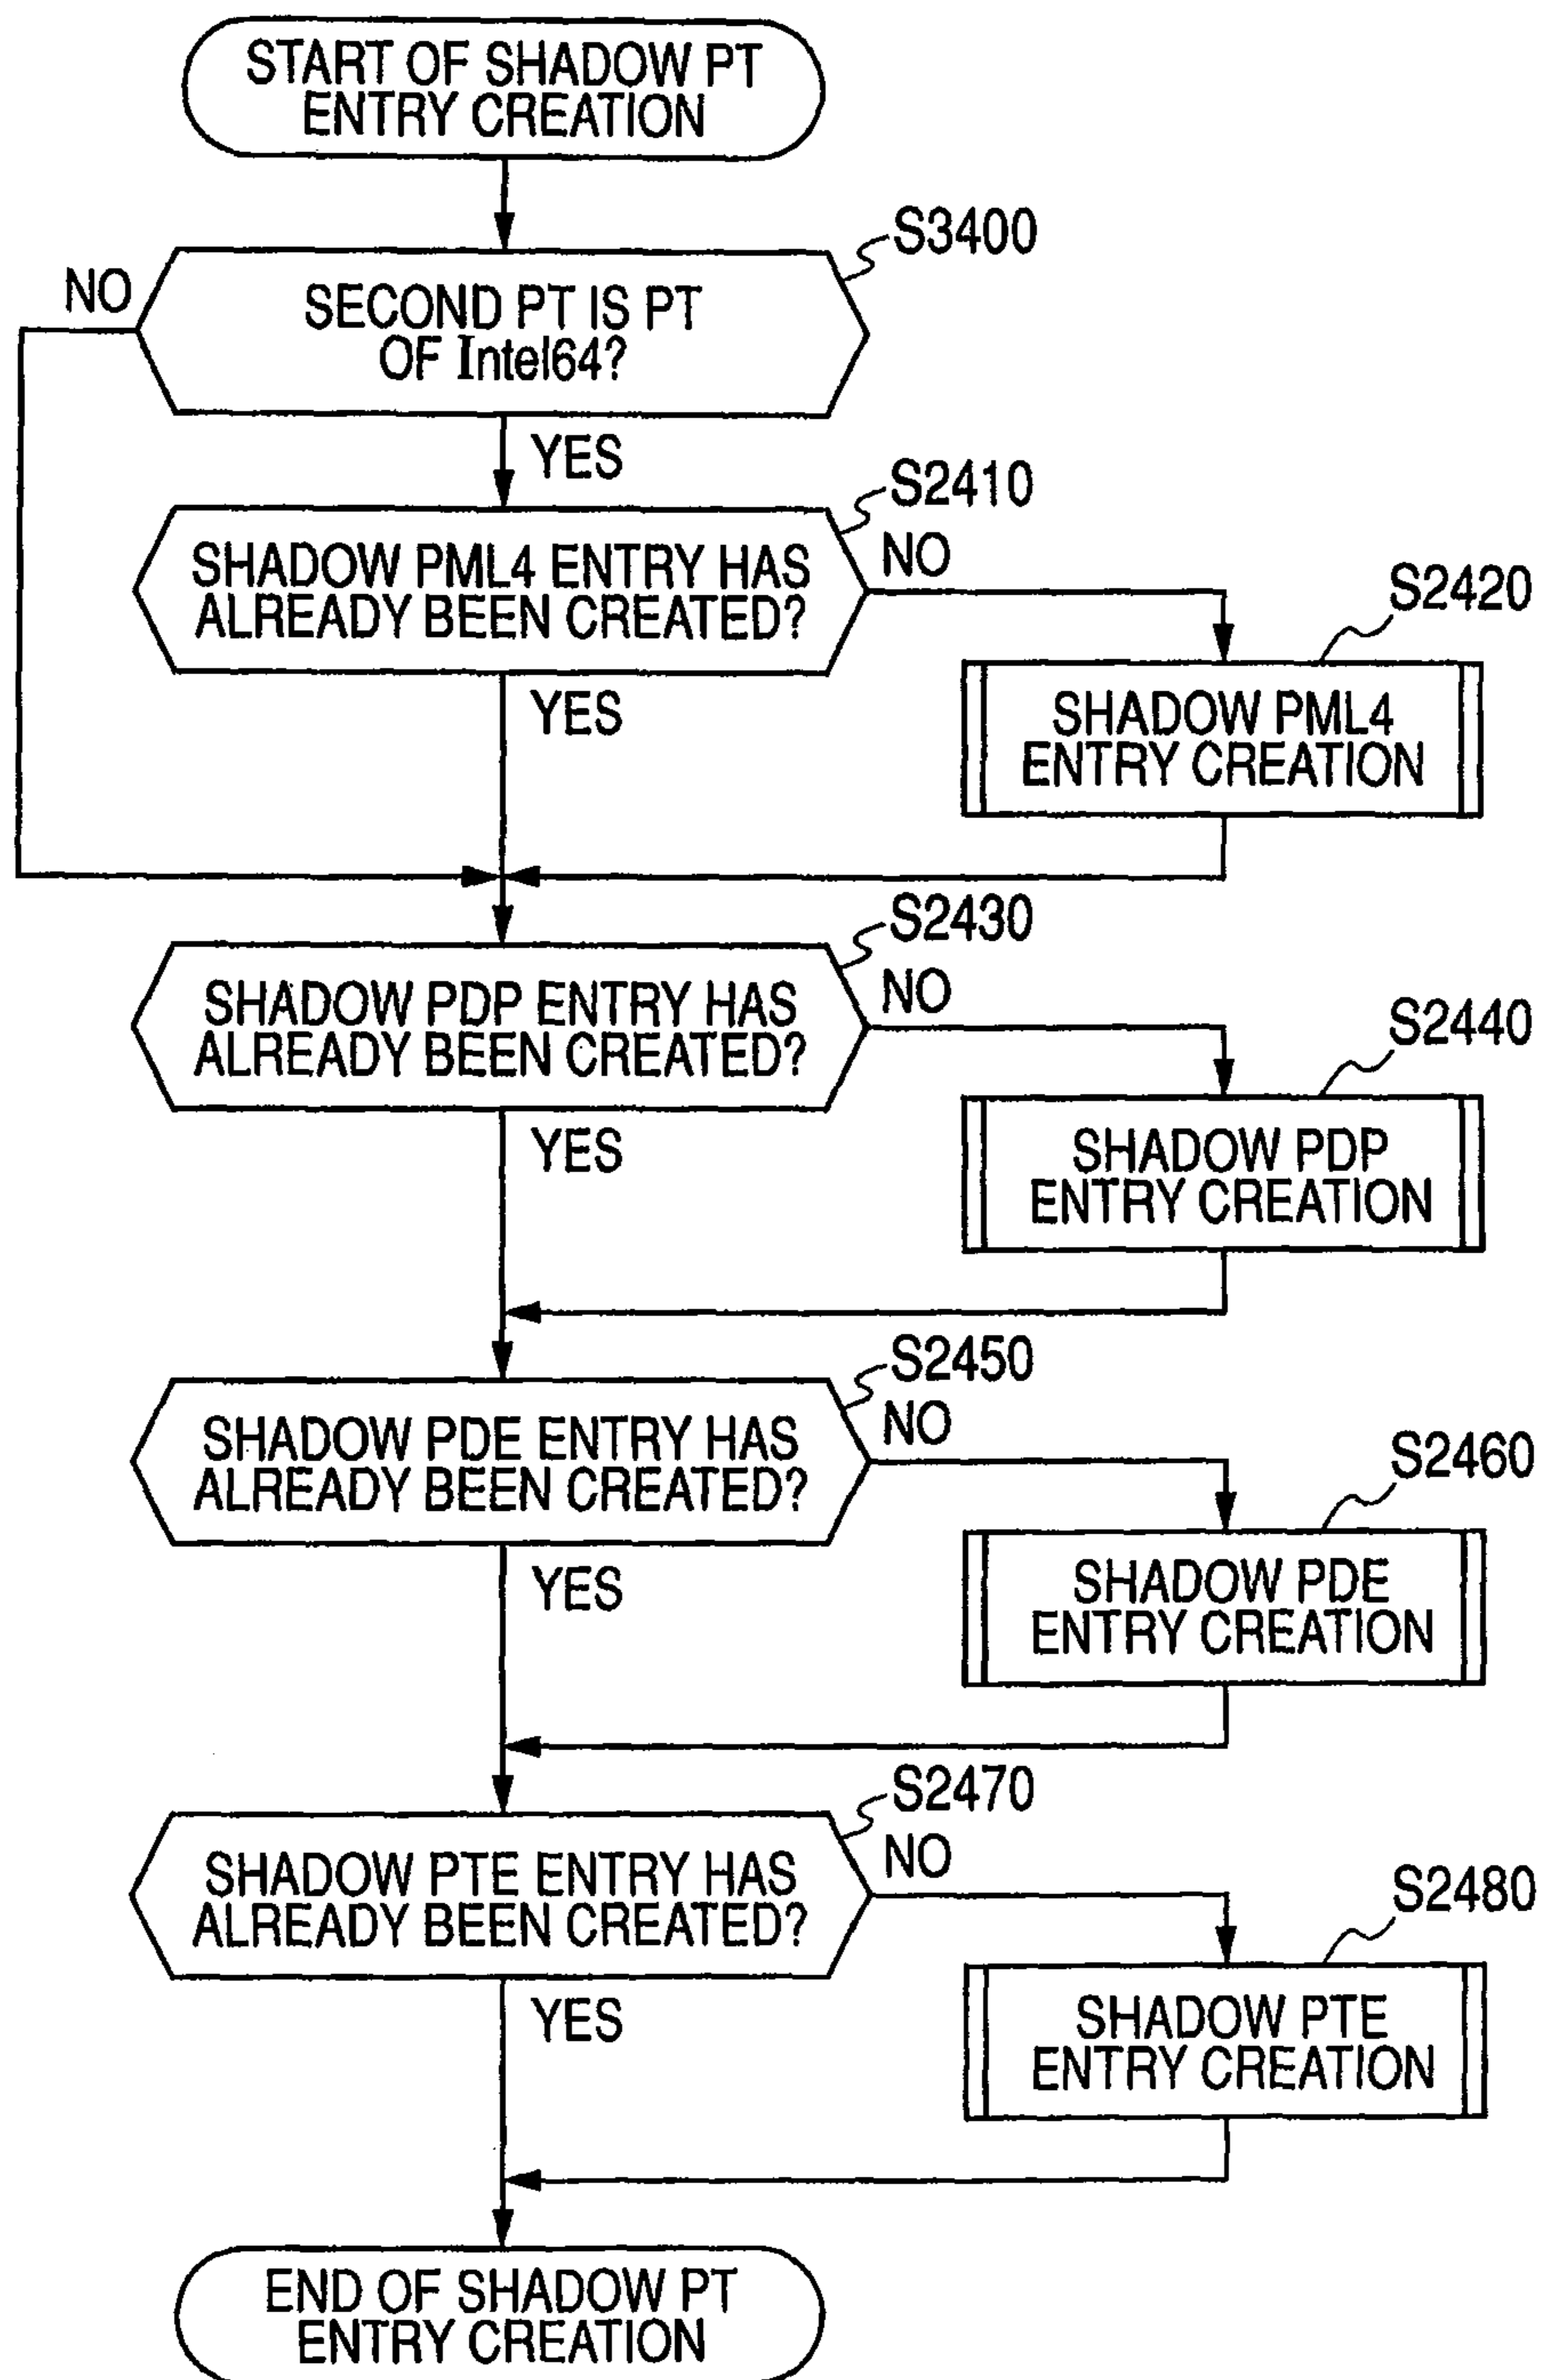 START OF SHADOW PT
ENTRY CREATION
S3400
NO
SECOND PT IS PT
OF Intel64?
YES
S2410
SHADOW PML4 ENTRY HAS
ALREADY BEEN CREATED?
NO
S2420
YES
SHADOW PML4
ENTRY CREATION
S2430
SHADOW PDP ENTRY HAS
ALREADY BEEN CREATED?
NO
S2440
YES
SHADOW PDP
ENTRY CREATION
S2450
SHADOW PDE ENTRY HAS
ALREADY BEEN CREATED?
NO
S2460
YES
SHADOW PDE
ENTRY CREATION
S2470
SHADOW PTE ENTRY HAS
ALREADY BEEN CREATED?
NO
S2480
YES
SHADOW PTE
ENTRY CREATION
END OF SHADOW PT
ENTRY CREATION